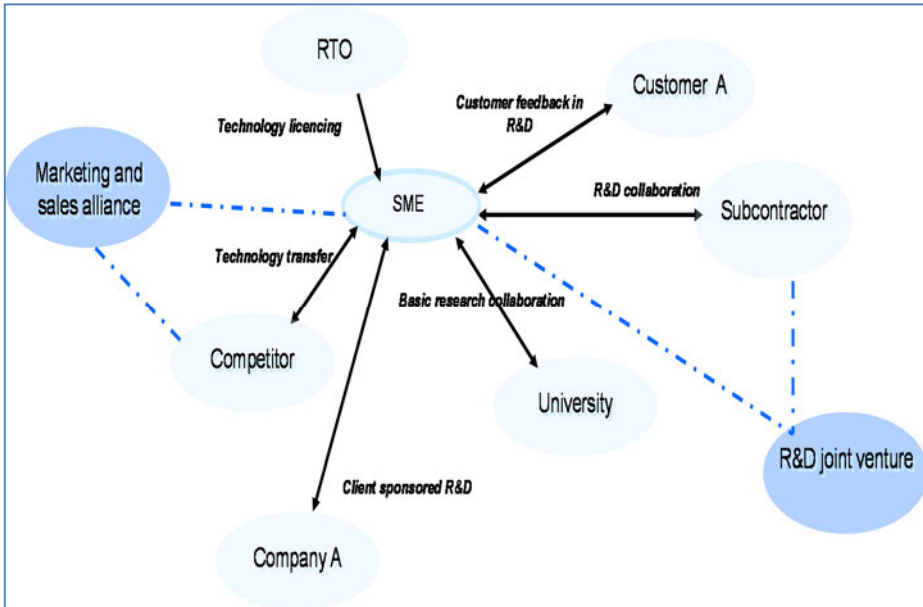 RTO
Customer A
Customer feedback in
R&D
Technology licencing
Marketing and
sales alliance
SME
R&D collaboration
Subcontractor
Technology transfer
Basic research collaboration
Competitor
University
R&D joint venture
Client sponsored R&D
Company A